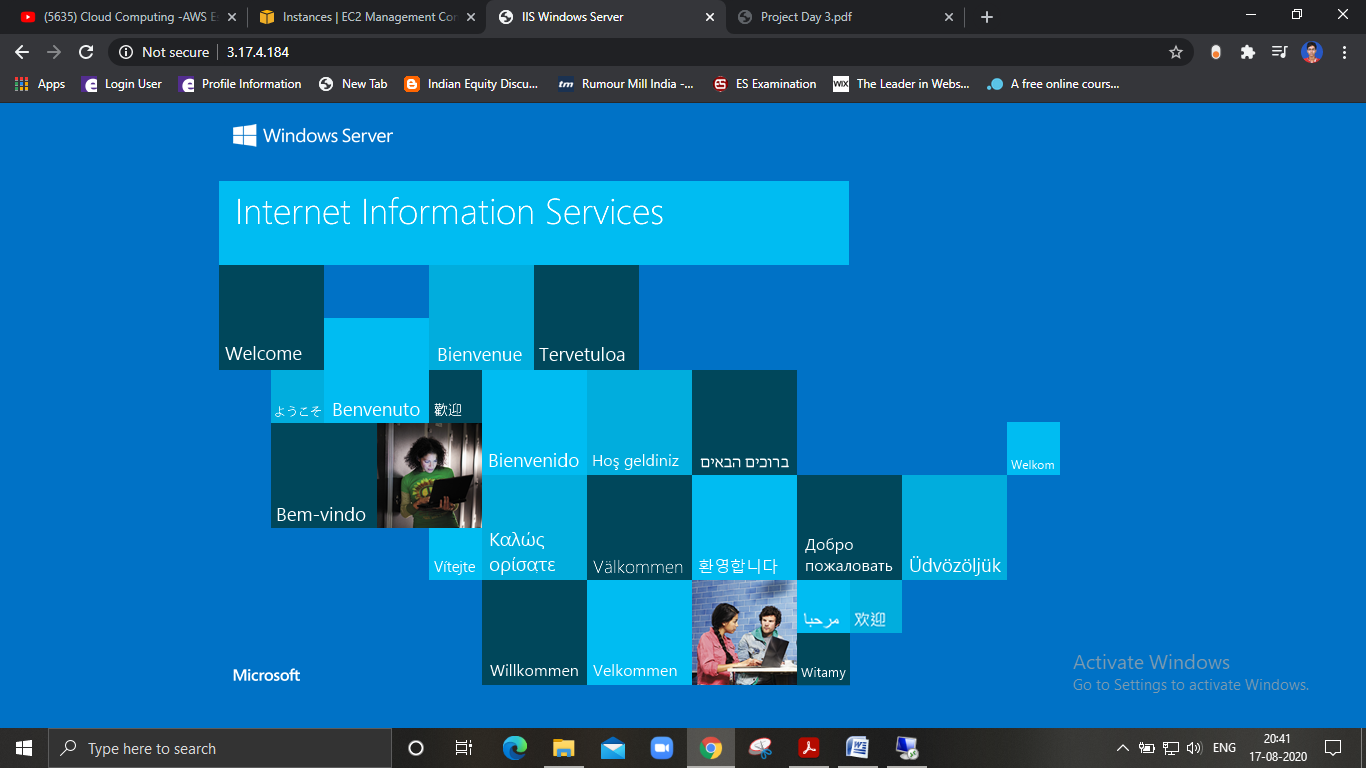 (5635) Cloud Computing -AWS Es
Instances | EC2 Management Con
IIS Windows Server
Project Day 3.pdf
Not secure
3.17.4.184
Apps
Login User
Profile Information
New Tab
Indian Equity Discu...
tm
Rumour Mill India -...
ES
ES Examination
WIX
The Leader in Webs...
A free online cours...
Windows Server
Internet Information Services
Welcome
Bienvenue
Tervetuloa
ようこそ
Benvenuto
歡迎
Bienvenido
Hoş geldiniz
ברוכים הבאים
Welkom
Bem-vindo
Vítejte
Καλώς
ορίσατε
Välkommen
환영합니다
Добро
пожаловать
Üdvözöljük
Willkommen
Velkommen
مرحبا
欢迎
Witamy
Microsoft
Activate Windows
Go to Settings to activate Windows.
Type here to search
ENG
20:41
17-08-2020